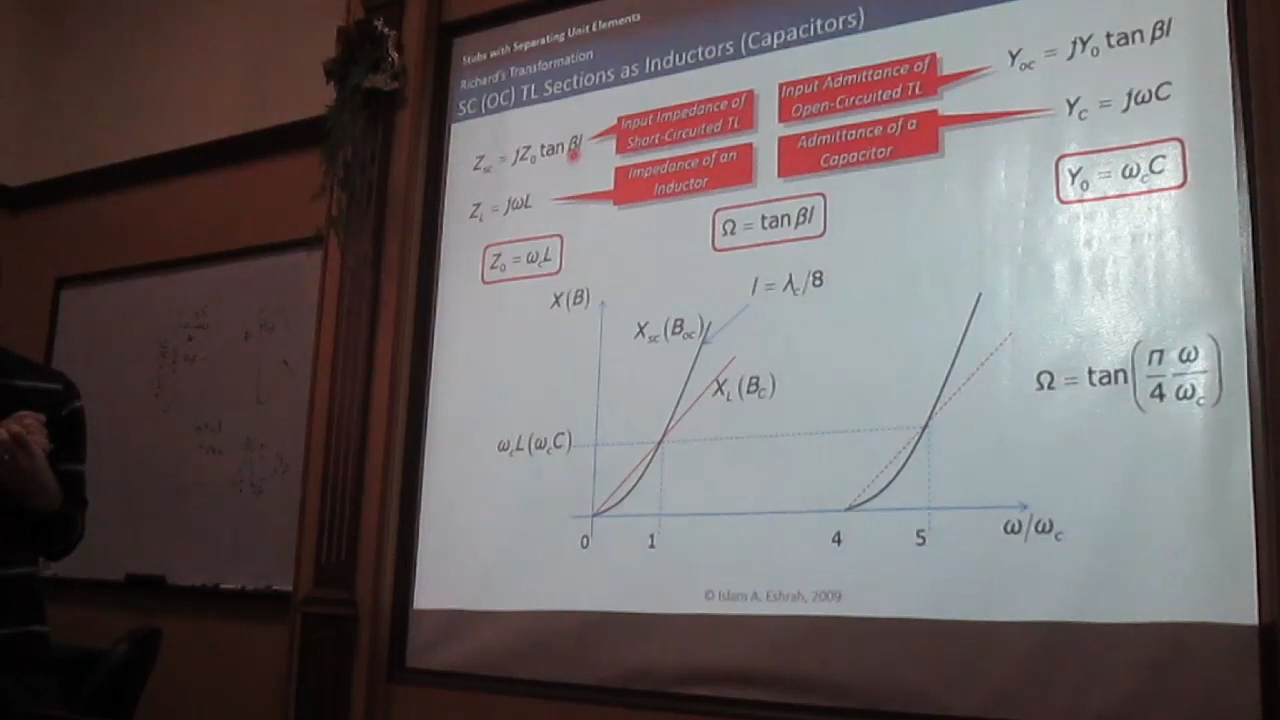 Stubs with Separating Unit Elements
Richard's Transformation
SC (OC) TL Sections as Inductors (Capacitors)
Z_sc = jZ_0 tan βl
Input Impedance of
Short-Circuited TL
Input Admittance of
Open-Circuited TL
Y_oc = jY_0 tan βl
Z_L = jωL
Impedance of an
Inductor
Admittance of a
Capacitor
Y_C = jωC
Z_0 = ω_cL
Ω = tan βl
Y_0 = ω_cC
X(B)
l = λ_c/8
X_sc(B_oc)
X_L(B_C)
Ω = tan(π/4 ω/ω_c)
ω_cL(ω_cC)
0 1 4 5 ω/ω_c
© Islam A. Eshrah, 2009